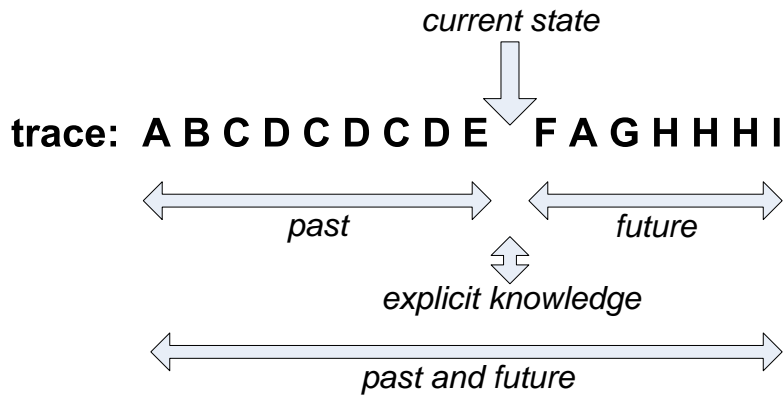 current state
trace: A B C D C D C D E F A G H H H I
past
future
explicit knowledge
past and future